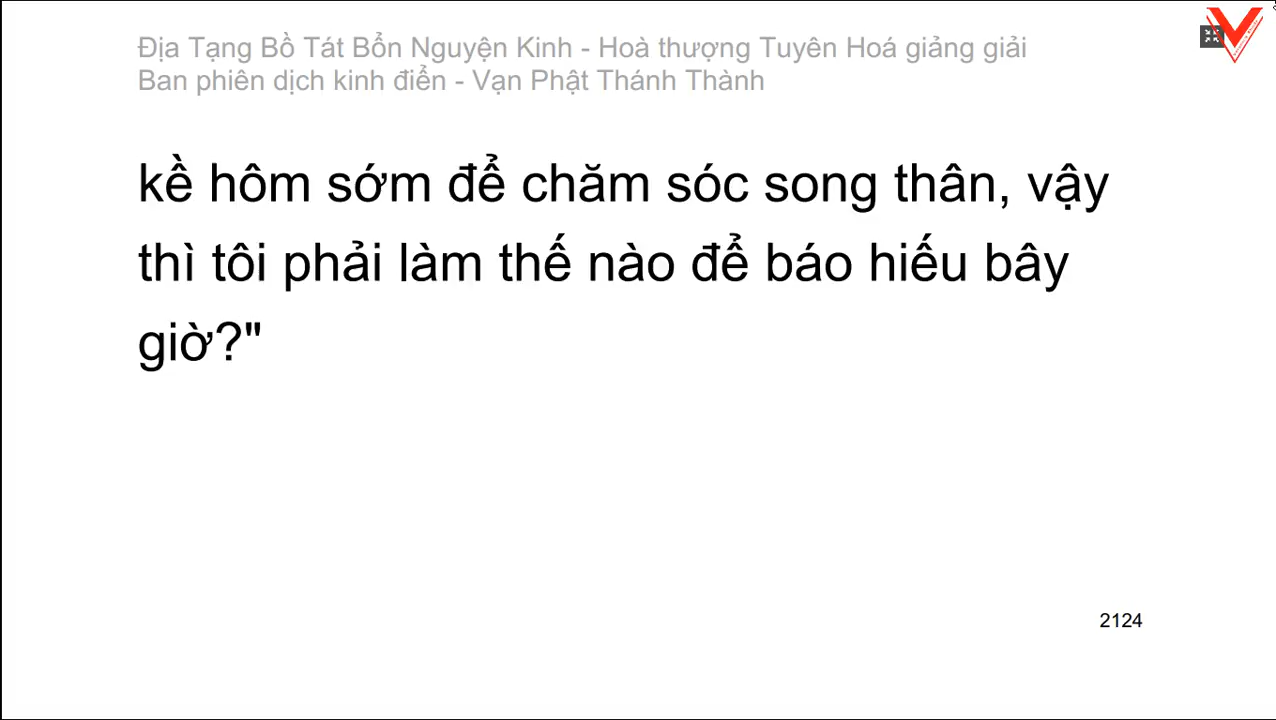 Địa Tạng Bồ Tát Bổn Nguyện Kinh - Hoà thượng Tuyên Hoá giảng giải
Ban phiên dịch kinh điển - Vạn Phật Thánh Thành
kề hôm sớm để chăm sóc song thân, vậy
thì tôi phải làm thế nào để báo hiếu bây
giờ?"
2124